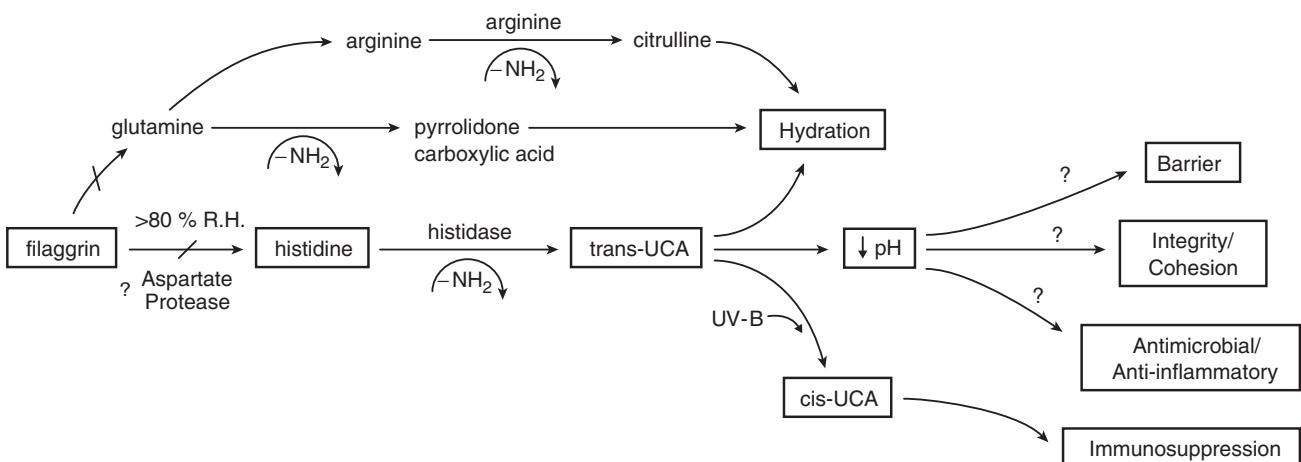 arginine
arginine
citrulline
–NH2
Hydration
glutamine
–NH2
pyrrolidone
carboxylic acid
?
Barrier
filaggrin
>80 % R.H.
?
Aspartate
Protease
histidine
histidase
–NH2
trans-UCA
↓ pH
?
Integrity/
Cohesion
?
Antimicrobial/
Anti-inflammatory
UV-B
cis-UCA
Immunosuppression